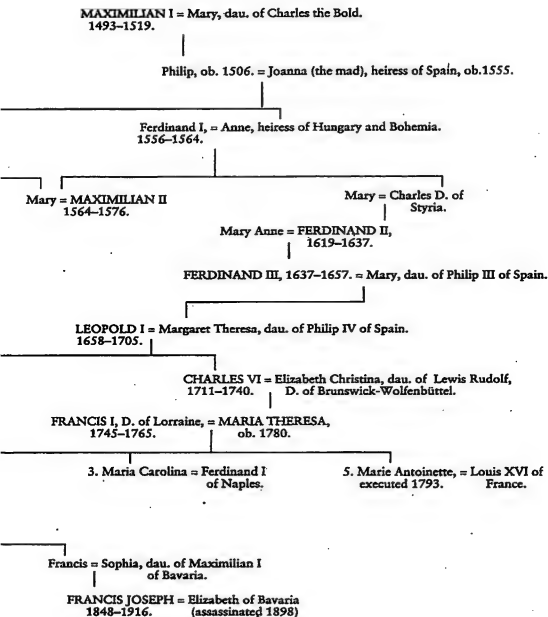 MAXIMILIAN I = Mary, dau. of Charles the Bold.
1493–1519.
Philip, ob. 1506. = Joanna (the mad), heiress of Spain, ob.1555.
Ferdinand I, = Anne, heiress of Hungary and Bohemia.
1556–1564.
Mary = MAXIMILIAN II
1564–1576.
Mary = Charles D. of
Styria.
Mary Anne = FERDINAND II,
1619–1637.
FERDINAND III, 1637–1657. = Mary, dau. of Philip III of Spain.
LEOPOLD I = Margaret Theresa, dau. of Philip IV of Spain.
1658–1705.
CHARLES VI = Elizabeth Christina, dau. of Lewis Rudolf,
1711–1740. D. of Brunswick-Wolfenbüttel.
FRANCIS I, D. of Lorraine, = MARIA THERESA,
1745–1765. ob. 1780.
3. Maria Carolina = Ferdinand I
of Naples.
5. Marie Antoinette, = Louis XVI of
executed 1793. France.
Francis = Sophia, dau. of Maximilian I
of Bavaria.
FRANCIS JOSEPH = Elizabeth of Bavaria
1848–1916. (assassinated 1898)